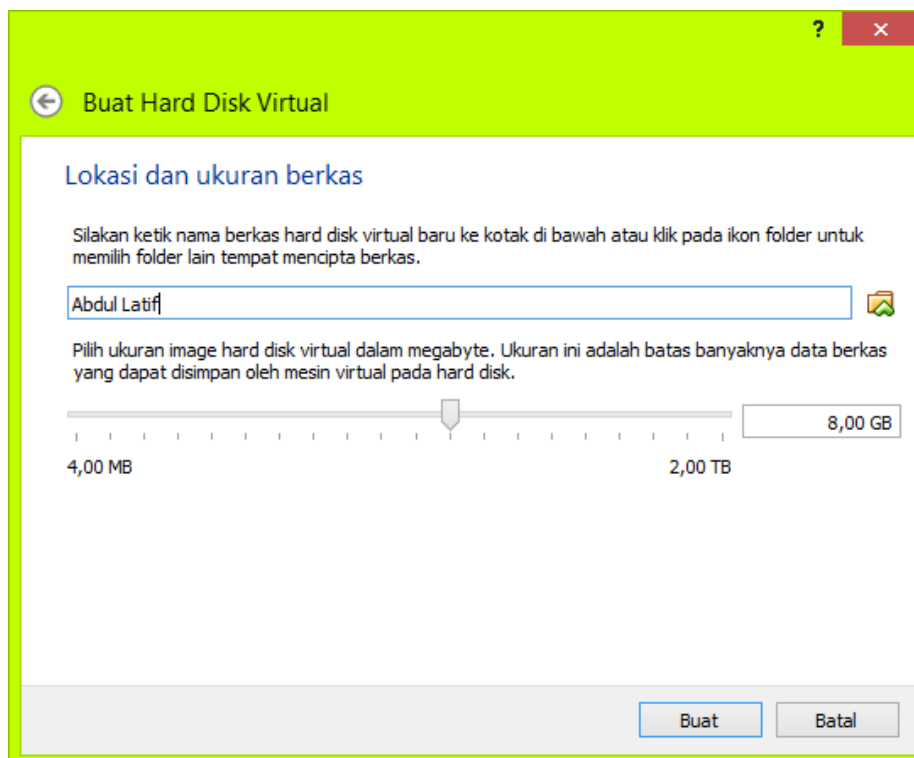 ?
Buat Hard Disk Virtual
Lokasi dan ukuran berkas
Silakan ketik nama berkas hard disk virtual baru ke kotak di bawah atau klik pada ikon folder untuk
memilih folder lain tempat mencipta berkas.
Abdul Latif
Pilih ukuran image hard disk virtual dalam megabyte. Ukuran ini adalah batas banyaknya data berkas
yang dapat disimpan oleh mesin virtual pada hard disk.
8,00 GB
4,00 MB 2,00 TB
Buat Batal